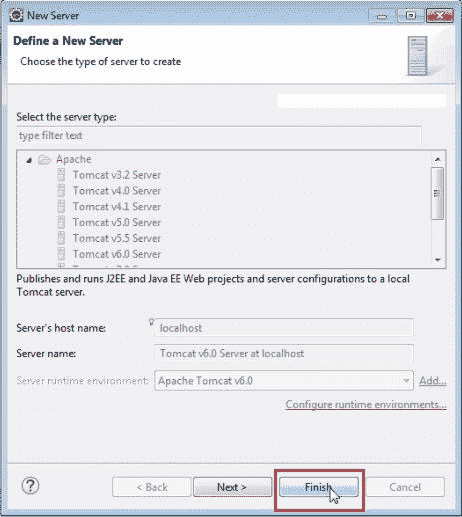 New Server
Define a New Server
Choose the type of server to create
Select the server type:
type filter text
Apache
Tomcat v3.2 Server
Tomcat v4.0 Server
Tomcat v4.1 Server
Tomcat v5.0 Server
Tomcat v5.5 Server
Tomcat v6.0 Server
Publishes and runs J2EE and Java EE Web projects and server configurations to a local
Tomcat server.
Server's host name: localhost
Server name: Tomcat v6.0 Server at localhost
Server runtime environment: Apache Tomcat v6.0 Add...
Configure runtime environments...
? < Back Next > Finish Cancel